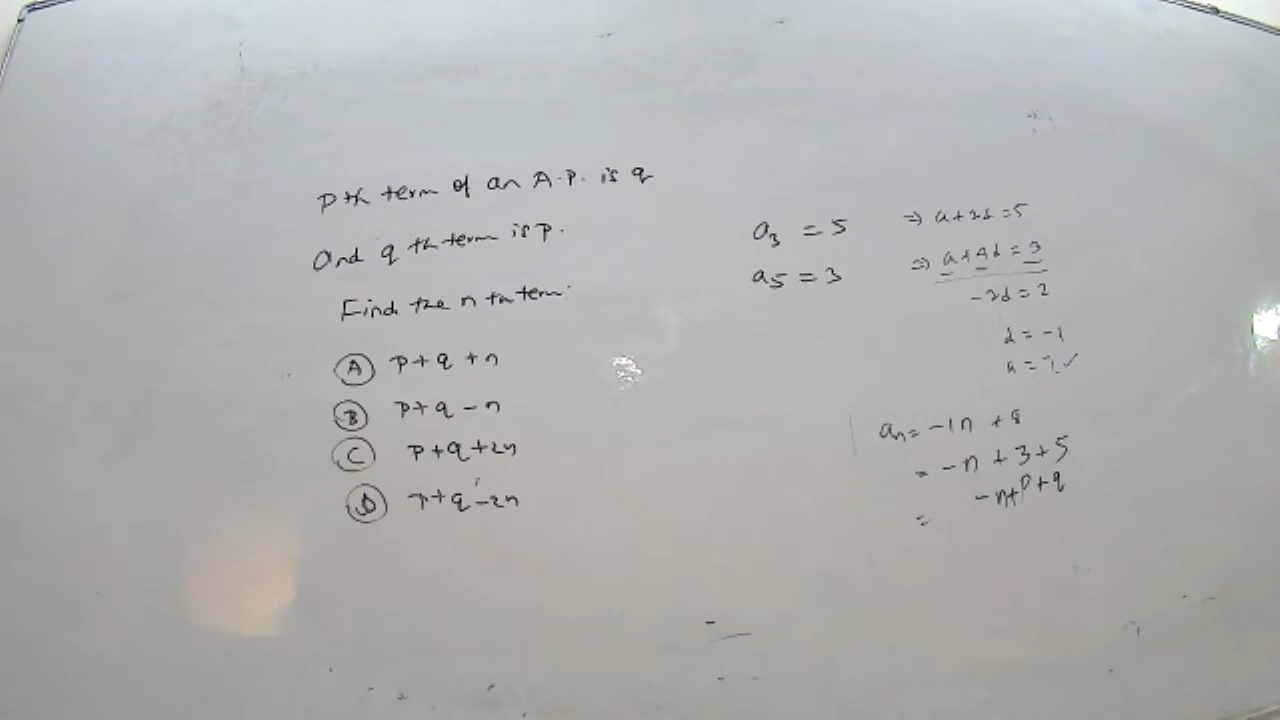 Pth term of an A.P. is q
and q th term is p.
Find the n th term.
(A) p+q+n
(B) p+q-n
(C) p+q+2n
(D) p+q-2n
a₃ = 5 ⇒ a+2d=5
a₅ = 3 ⇒ a+4d=3
-2d=2
d=-1
a=7 ✓
aₙ= -1n +8
= -n +3+5
= -n+p+q